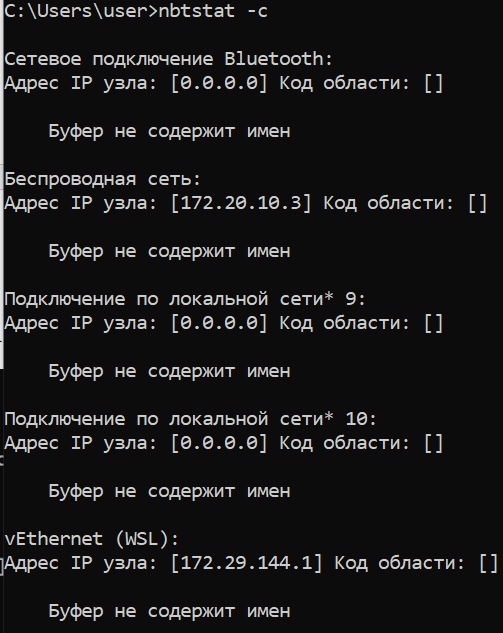 C:\Users\user>nbtstat -c
Сетевое подключение Bluetooth:
Адрес IP узла: [0.0.0.0] Код области: []
Буфер не содержит имен
Беспроводная сеть:
Адрес IP узла: [172.20.10.3] Код области: []
Буфер не содержит имен
Подключение по локальной сети* 9:
Адрес IP узла: [0.0.0.0] Код области: []
Буфер не содержит имен
Подключение по локальной сети* 10:
Адрес IP узла: [0.0.0.0] Код области: []
Буфер не содержит имен
vEthernet (WSL):
Адрес IP узла: [172.29.144.1] Код области: []
Буфер не содержит имен